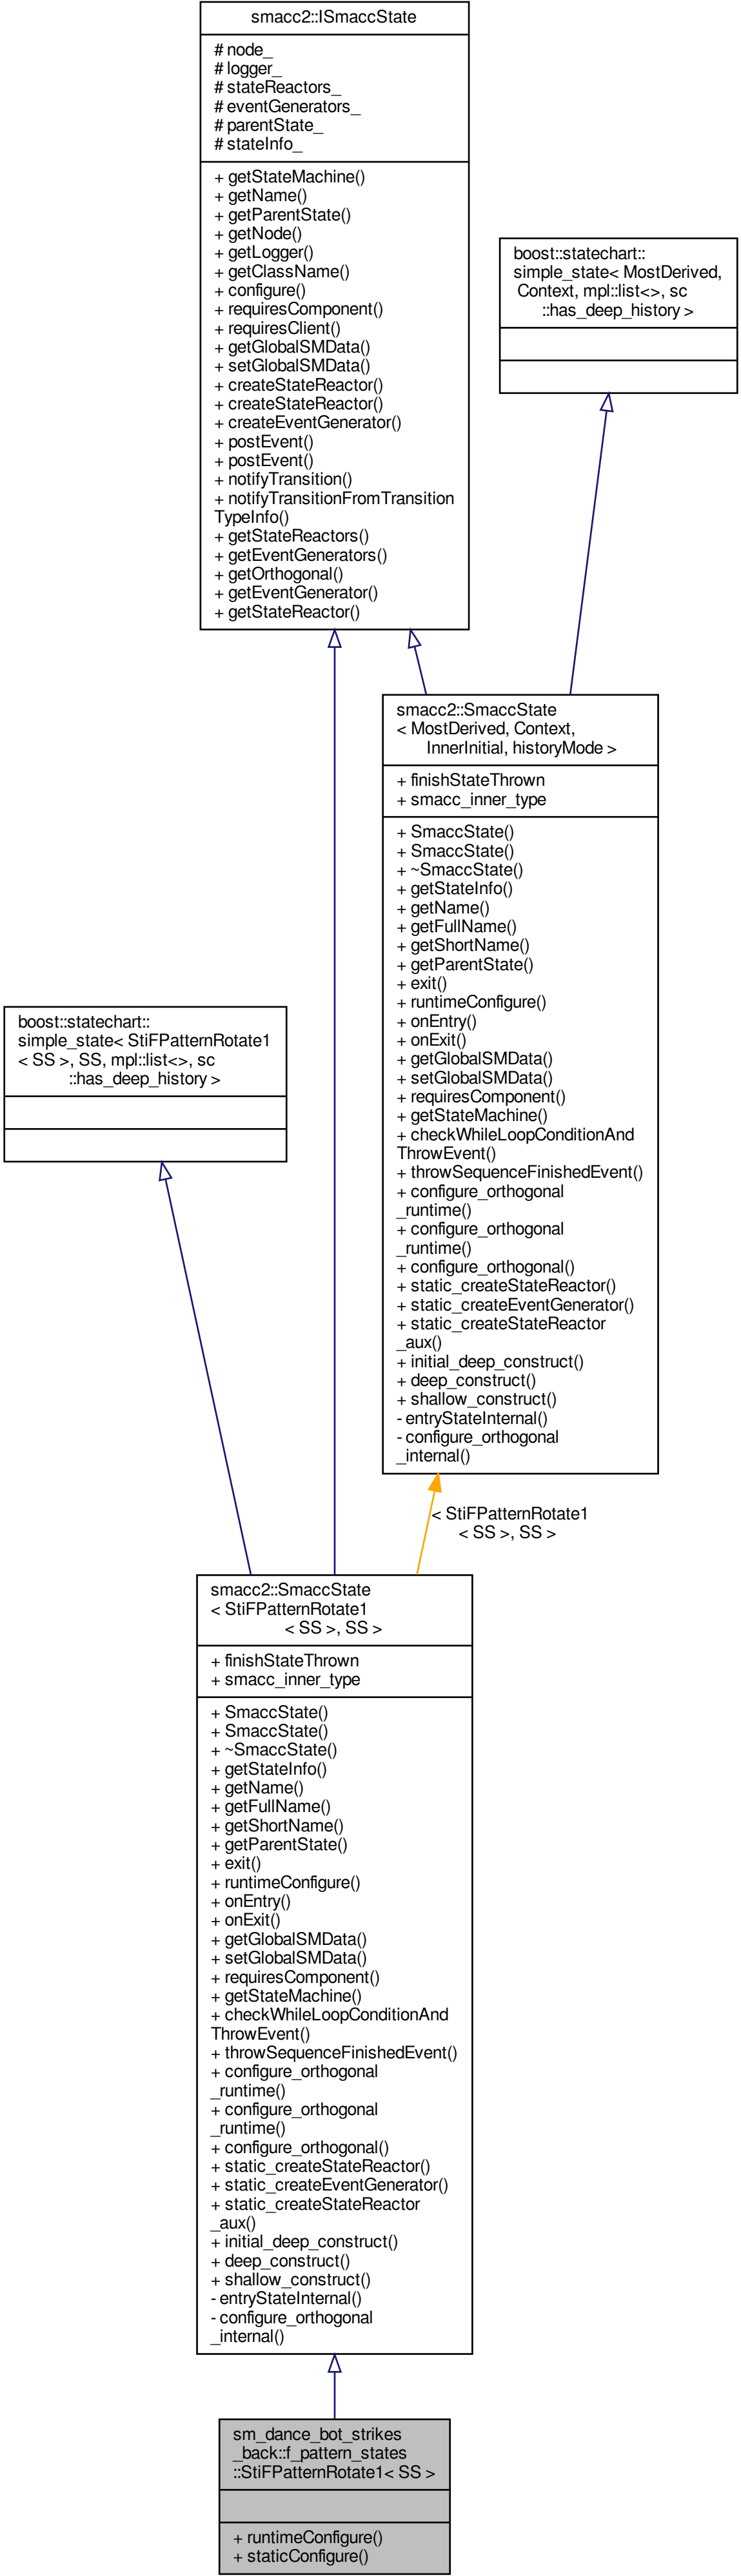 smacc2::ISmaccState
# node_
# logger_
# stateReactors_
# eventGenerators_
# parentState_
# stateInfo_
+ getStateMachine()
+ getName()
+ getParentState()
+ getNode()
+ getLogger()
+ getClassName()
+ configure()
+ requiresComponent()
+ requiresClient()
+ getGlobalSMData()
+ setGlobalSMData()
+ createStateReactor()
+ createStateReactor()
+ createEventGenerator()
+ postEvent()
+ postEvent()
+ notifyTransition()
+ notifyTransitionFromTransition
TypeInfo()
+ getStateReactors()
+ getEventGenerators()
+ getOrthogonal()
+ getEventGenerator()
+ getStateReactor()
boost::statechart::
simple_state< MostDerived,
Context, mpl::list<>, sc
::has_deep_history >
smacc2::SmaccState
< MostDerived, Context,
InnerInitial, historyMode >
+ finishStateThrown
+ smacc_inner_type
+ SmaccState()
+ SmaccState()
+ ~SmaccState()
+ getStateInfo()
+ getName()
+ getFullName()
+ getShortName()
+ getParentState()
+ exit()
+ runtimeConfigure()
+ onEntry()
+ onExit()
+ getGlobalSMData()
+ setGlobalSMData()
+ requiresComponent()
+ getStateMachine()
+ checkWhileLoopConditionAnd
ThrowEvent()
+ throwSequenceFinishedEvent()
+ configure_orthogonal
_runtime()
+ configure_orthogonal
_runtime()
+ configure_orthogonal()
+ static_createStateReactor()
+ static_createEventGenerator()
+ static_createStateReactor
_aux()
+ initial_deep_construct()
+ deep_construct()
+ shallow_construct()
- entryStateInternal()
- configure_orthogonal
_internal()
boost::statechart::
simple_state< StiFPatternRotate1
< SS >, SS, mpl::list<>, sc
::has_deep_history >
< StiFPatternRotate1
< SS >, SS >
smacc2::SmaccState
< StiFPatternRotate1
< SS >, SS >
+ finishStateThrown
+ smacc_inner_type
+ SmaccState()
+ SmaccState()
+ ~SmaccState()
+ getStateInfo()
+ getName()
+ getFullName()
+ getShortName()
+ getParentState()
+ exit()
+ runtimeConfigure()
+ onEntry()
+ onExit()
+ getGlobalSMData()
+ setGlobalSMData()
+ requiresComponent()
+ getStateMachine()
+ checkWhileLoopConditionAnd
ThrowEvent()
+ throwSequenceFinishedEvent()
+ configure_orthogonal
_runtime()
+ configure_orthogonal
_runtime()
+ configure_orthogonal()
+ static_createStateReactor()
+ static_createEventGenerator()
+ static_createStateReactor
_aux()
+ initial_deep_construct()
+ deep_construct()
+ shallow_construct()
- entryStateInternal()
- configure_orthogonal
_internal()
sm_dance_bot_strikes
_back::f_pattern_states
::StiFPatternRotate1< SS >
+ runtimeConfigure()
+ staticConfigure()